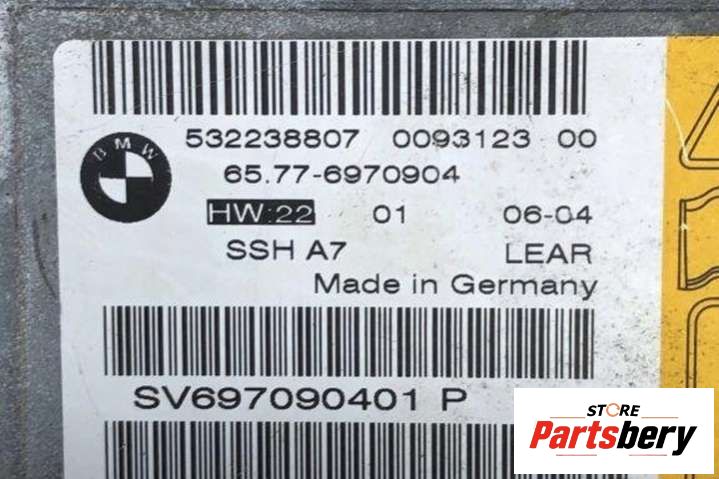 532238807 0093123 00
BMW
65.77-6970904
HW:22 01 06-04
SSH A7 LEAR
Made in Germany
SV697090401 P
STORE
Partsbery